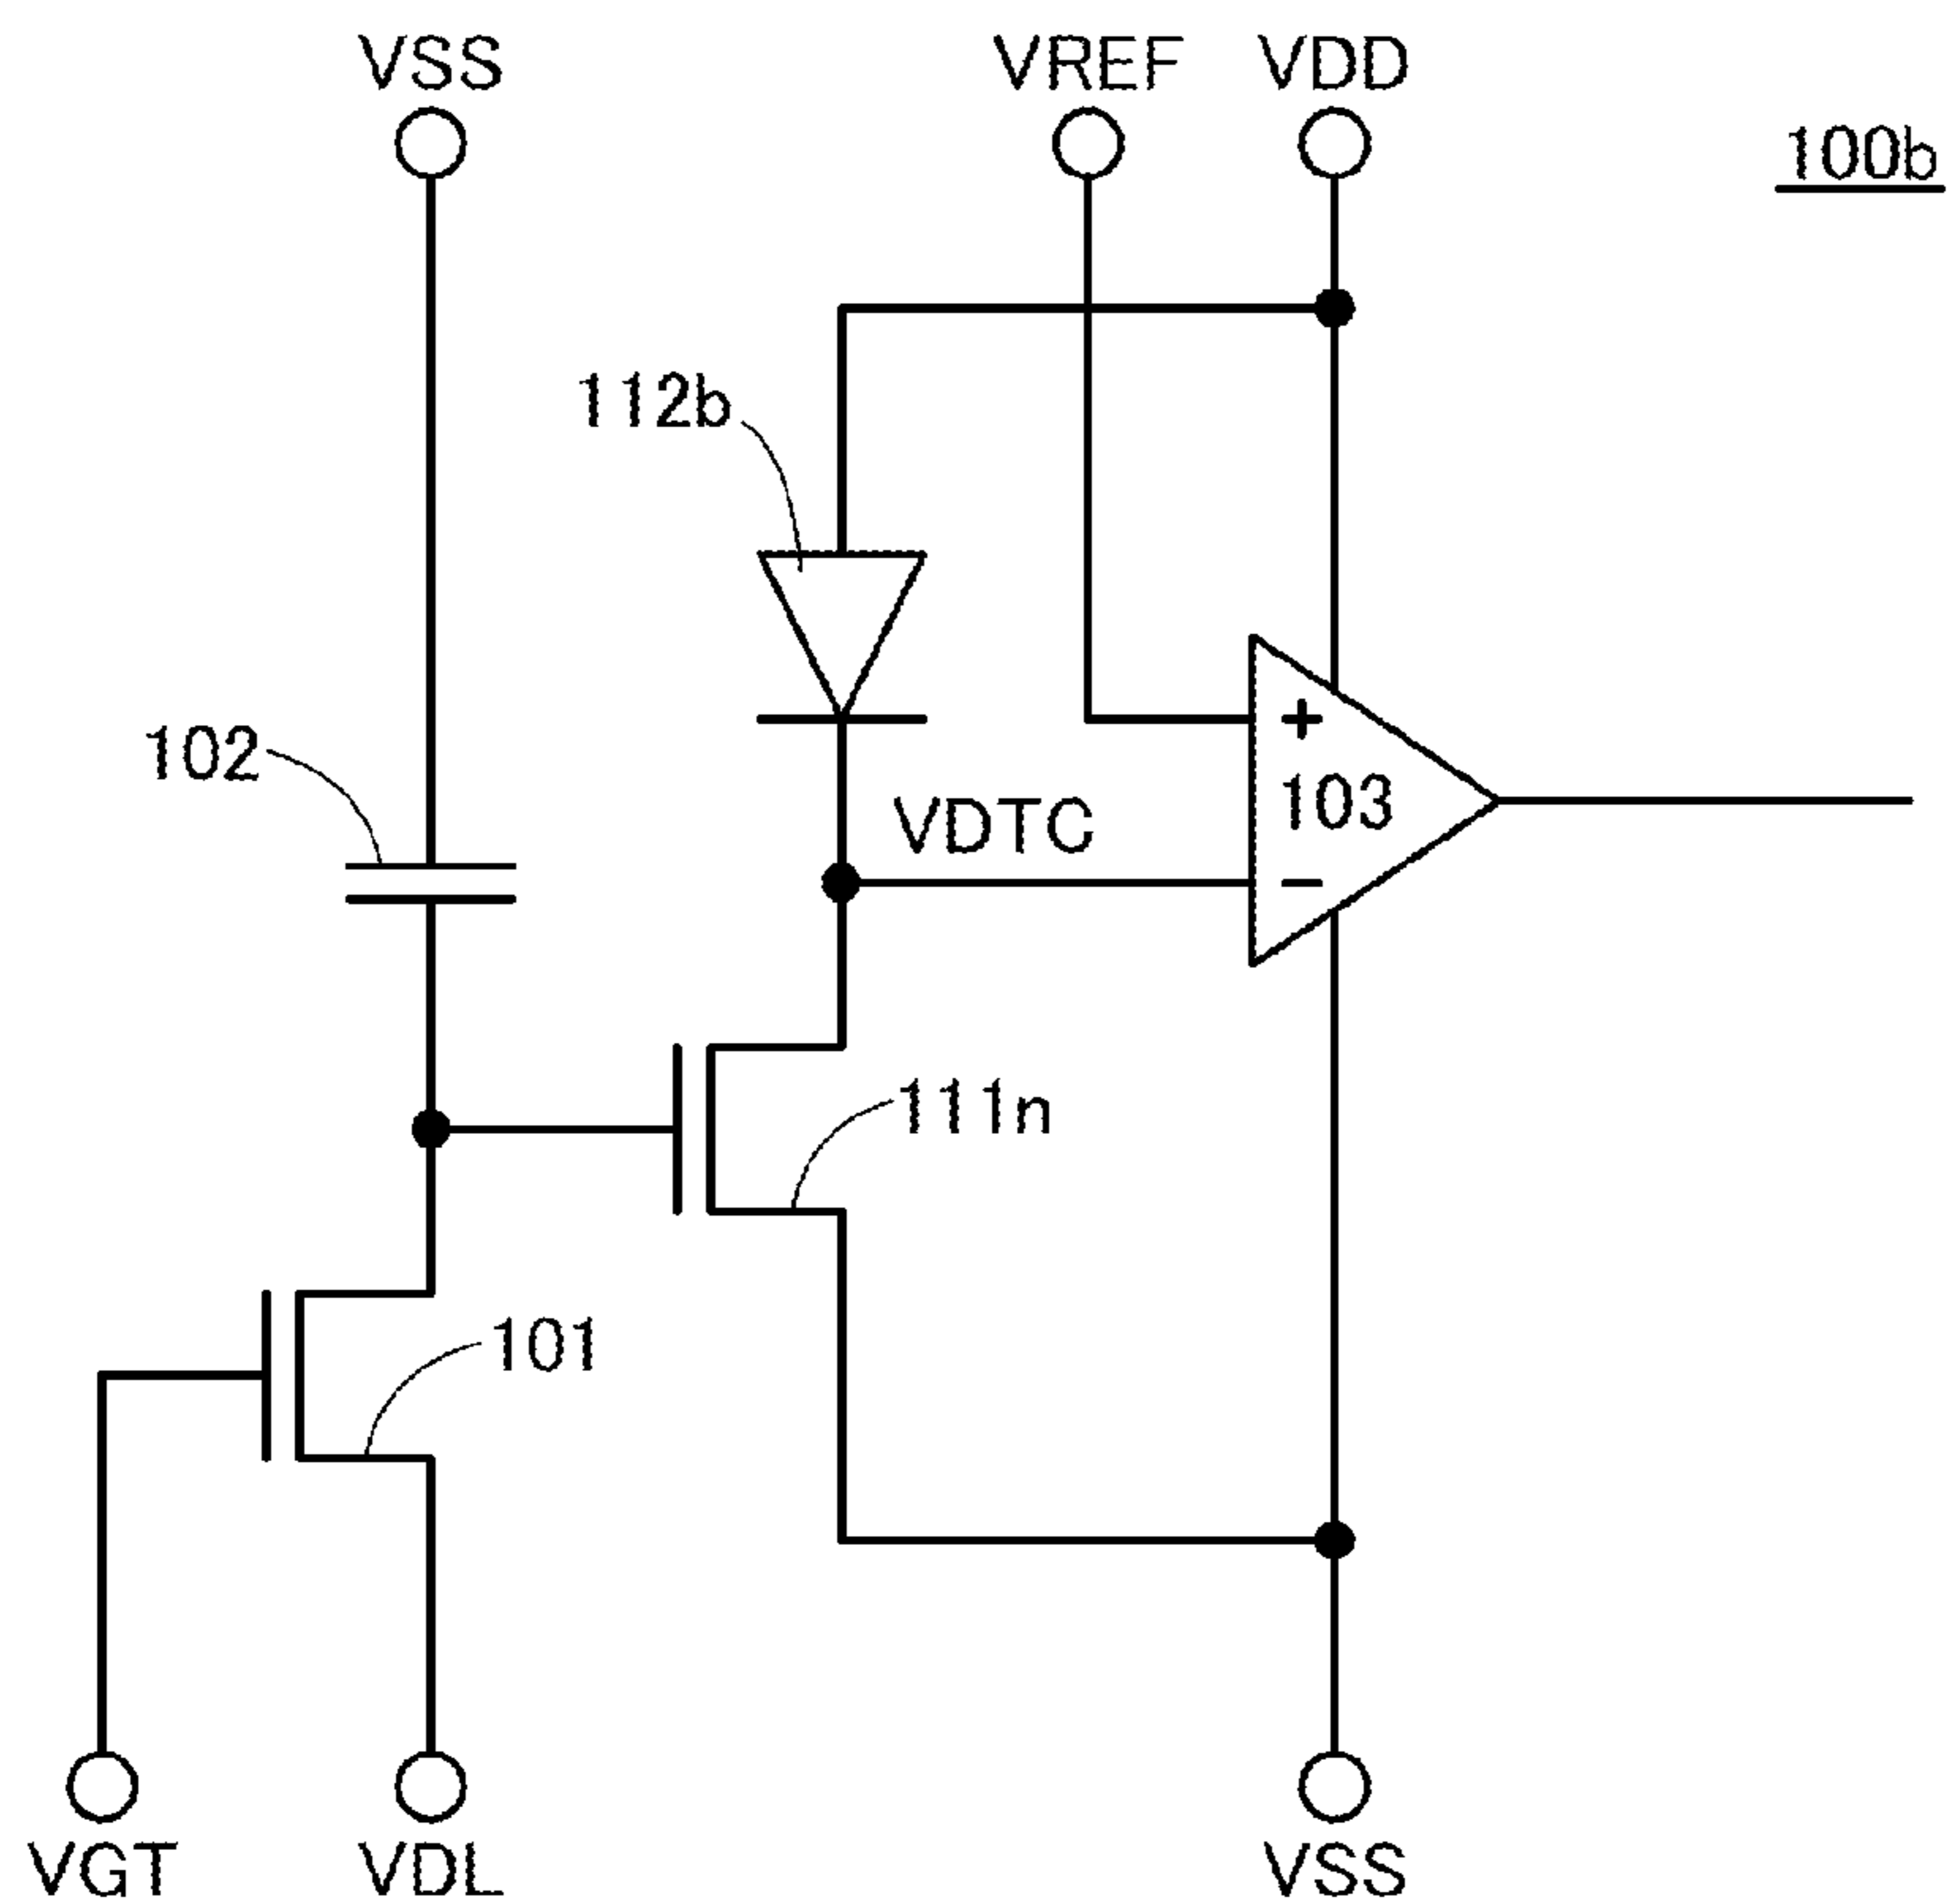 VSS
VREF
VDD
100b
112b
102
+
103
VDTC
−
111n
101
VGT
VDL
VSS